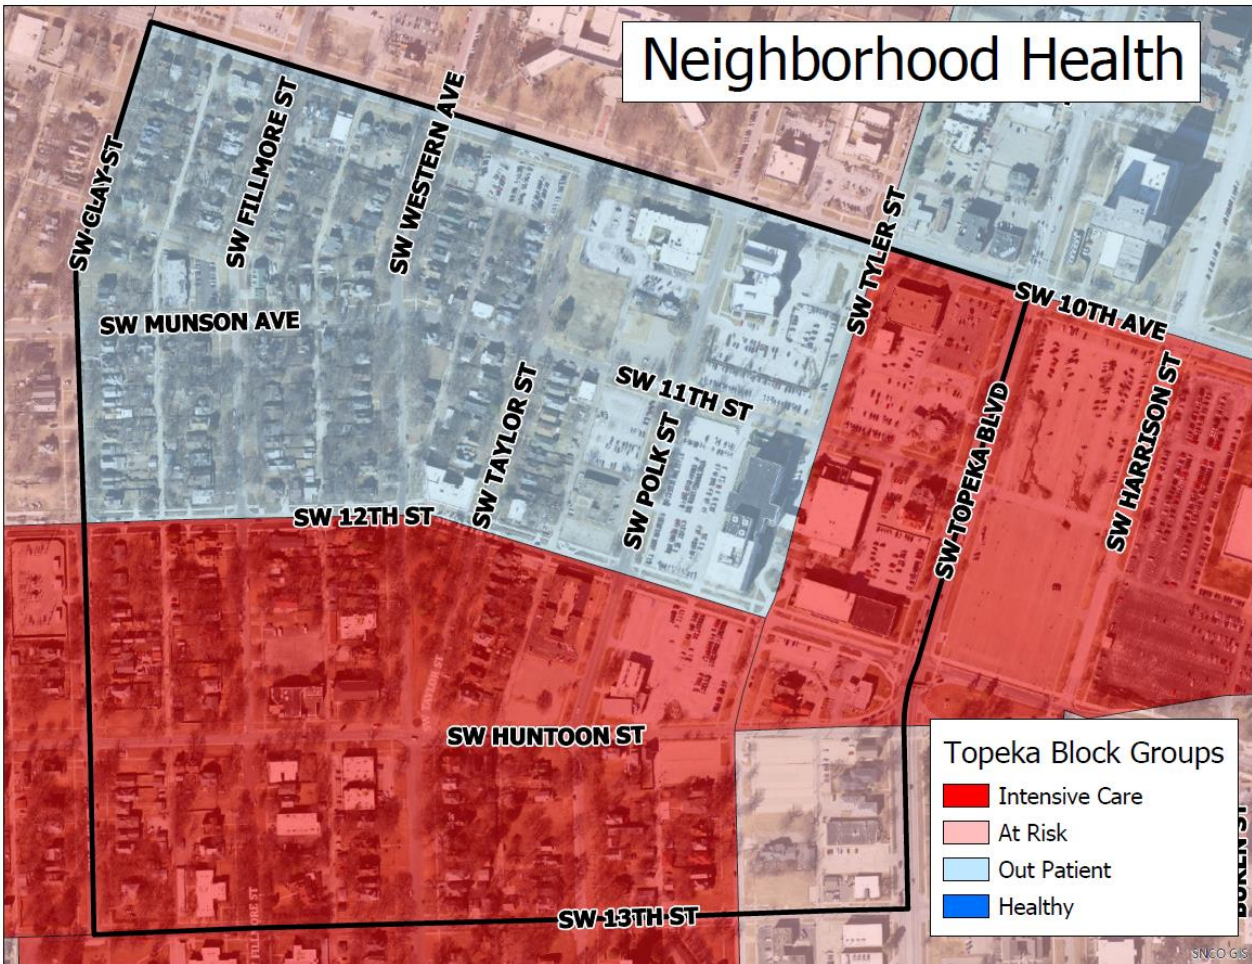 Neighborhood Health
SW CLAY ST
SW FILLMORE ST
SW WESTERN AVE
SW TYLER ST
SW 10TH AVE
SW MUNSON AVE
SW TAYLOR ST
SW 11TH ST
SW POLK ST
SW TOPEKA BLVD
SW HARRISON ST
SW 12TH ST
SW HUNTOON ST
SW 13TH ST
FILLMORE ST
BUREN ST
Topeka Block Groups
Intensive Care
At Risk
Out Patient
Healthy
SNCO GIS